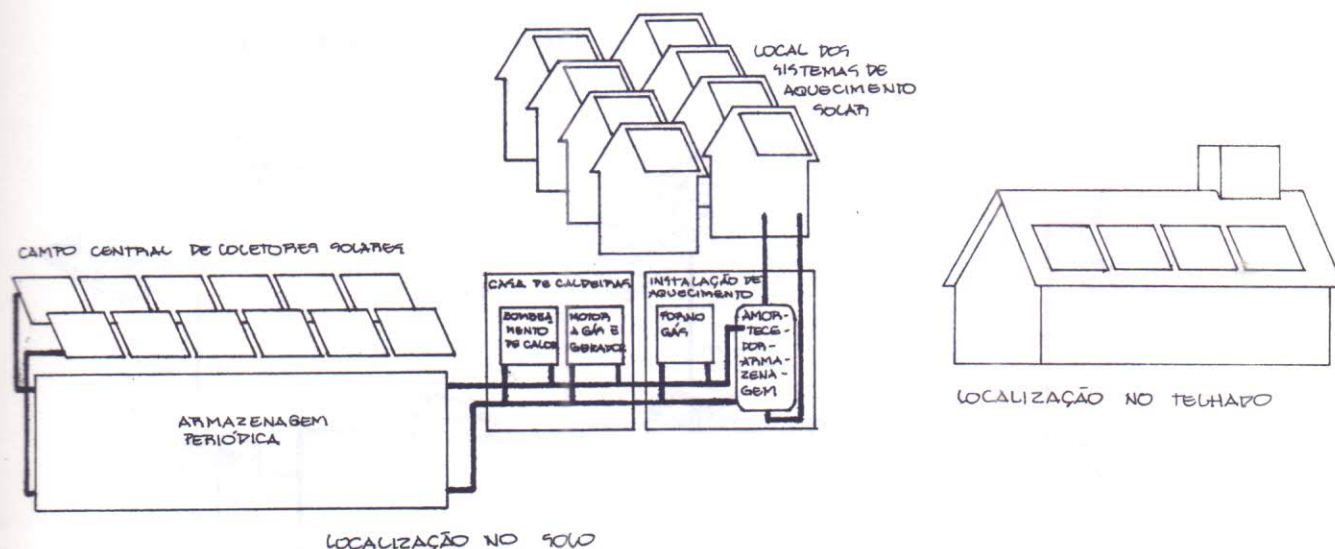 LOCAL DOS
SISTEMAS DE
AQUECIMENTO
SOLAR
CAMPO CENTRAL DE COLETORES SOLARES
CASA DE CALDEIRAS
BOMBEA
MENTO
DE CALOR
MOTOR
A GÁS E
GERADOR
INSTALAÇÃO DE
AQUECIMENTO
FORNO
GÁS
AMOR-
TECE-
DOR-
ARMA-
ZENA-
GEM
ARMAZENAGEM
PERIÓDICA
LOCALIZAÇÃO NO SOLO
LOCALIZAÇÃO NO TELHADO